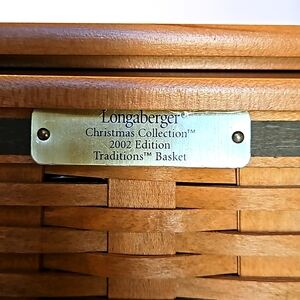 Longaberger®
Christmas Collection™
2002 Edition
Traditions™ Basket